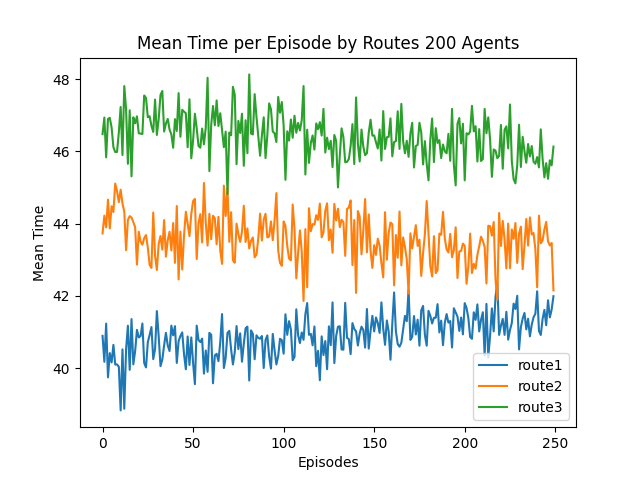 Mean Time per Episode by Routes 200 Agents
48
46
44
42
40
Mean Time
0
50
100
150
200
250
Episodes
route1
route2
route3